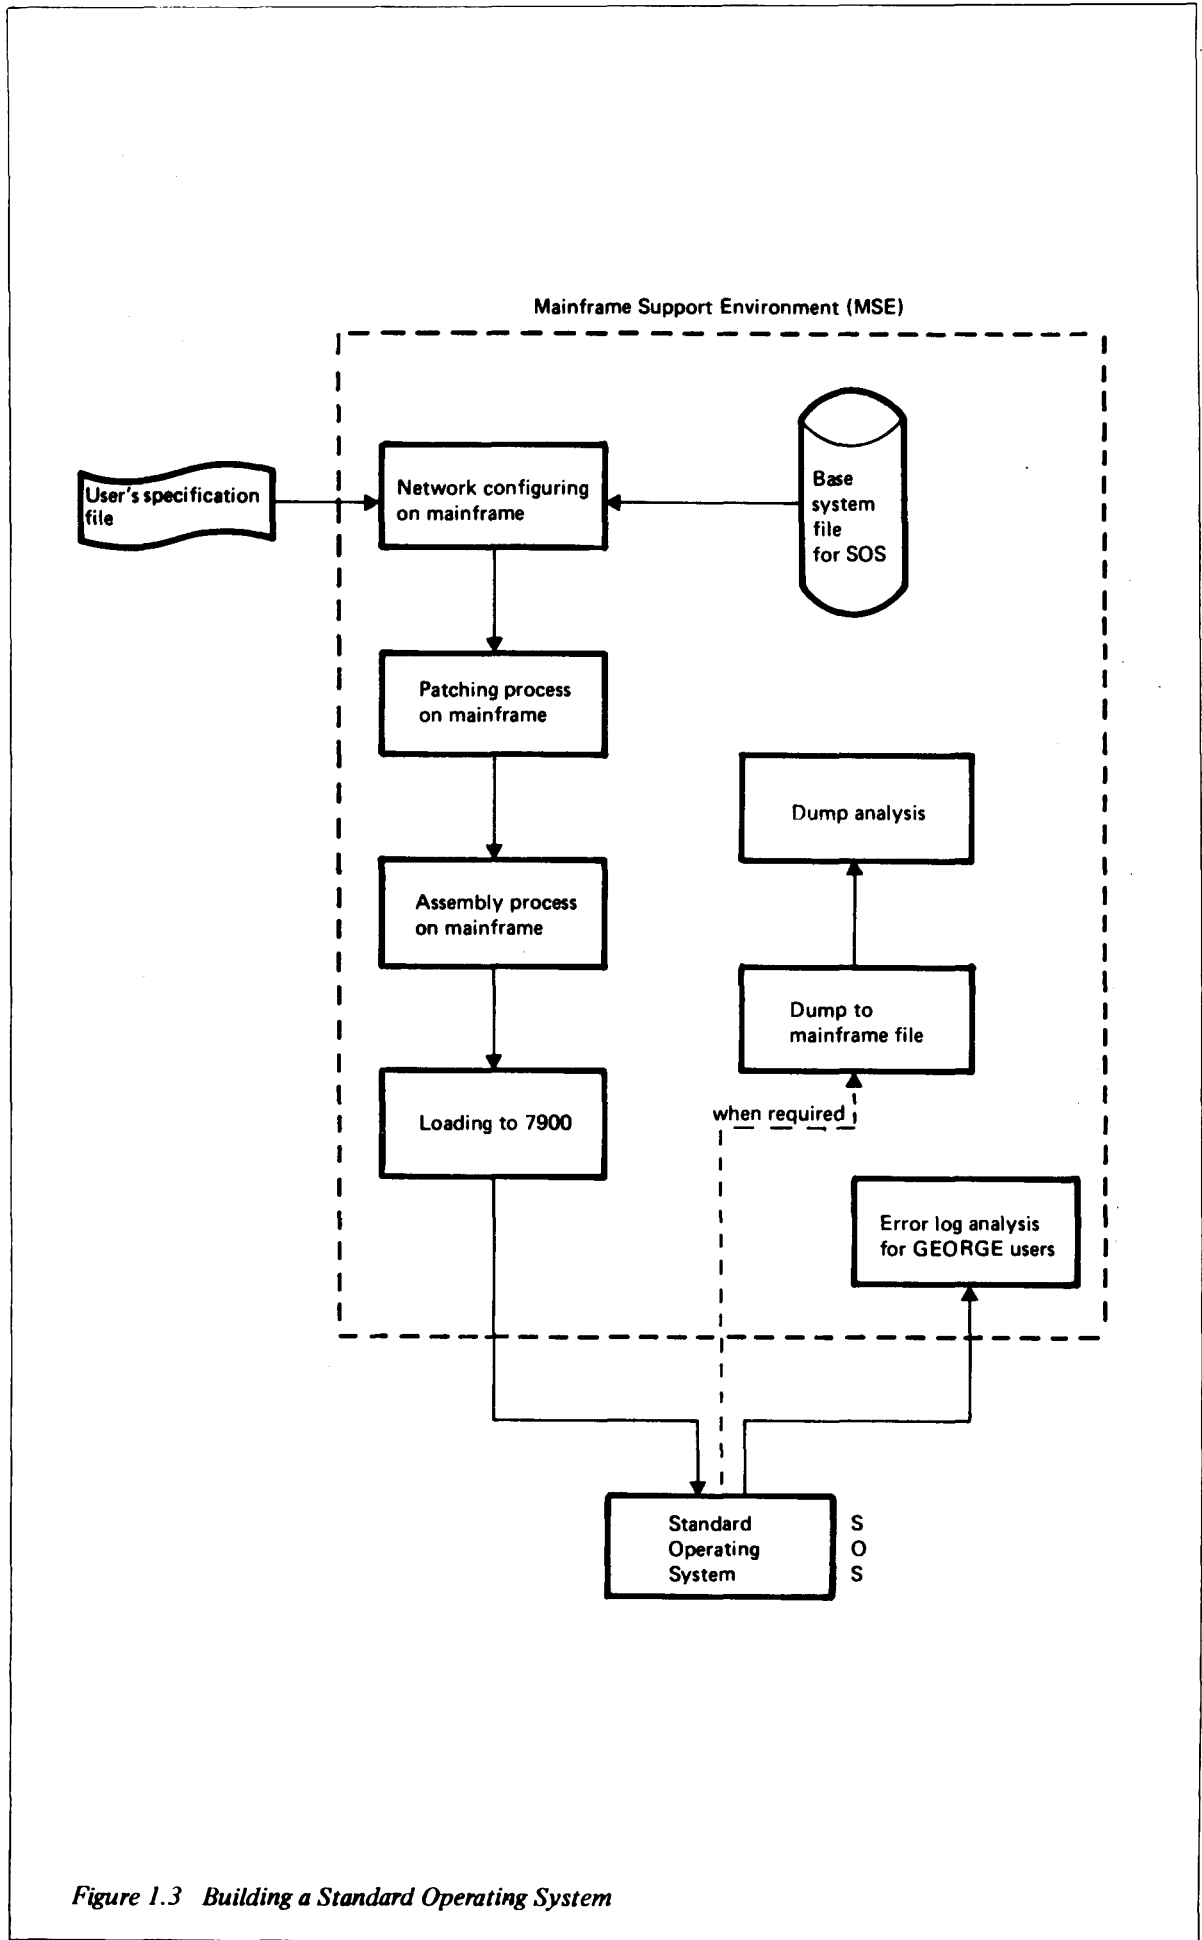 Mainframe Support Environment (MSE)
User's specification
file
Network configuring
on mainframe
Base
system
file
for SOS
Patching process
on mainframe
Dump analysis
Assembly process
on mainframe
Dump to
mainframe file
Loading to 7900
when required
Error log analysis
for GEORGE users
Standard
Operating
System
S
O
S
Figure 1.3 Building a Standard Operating System